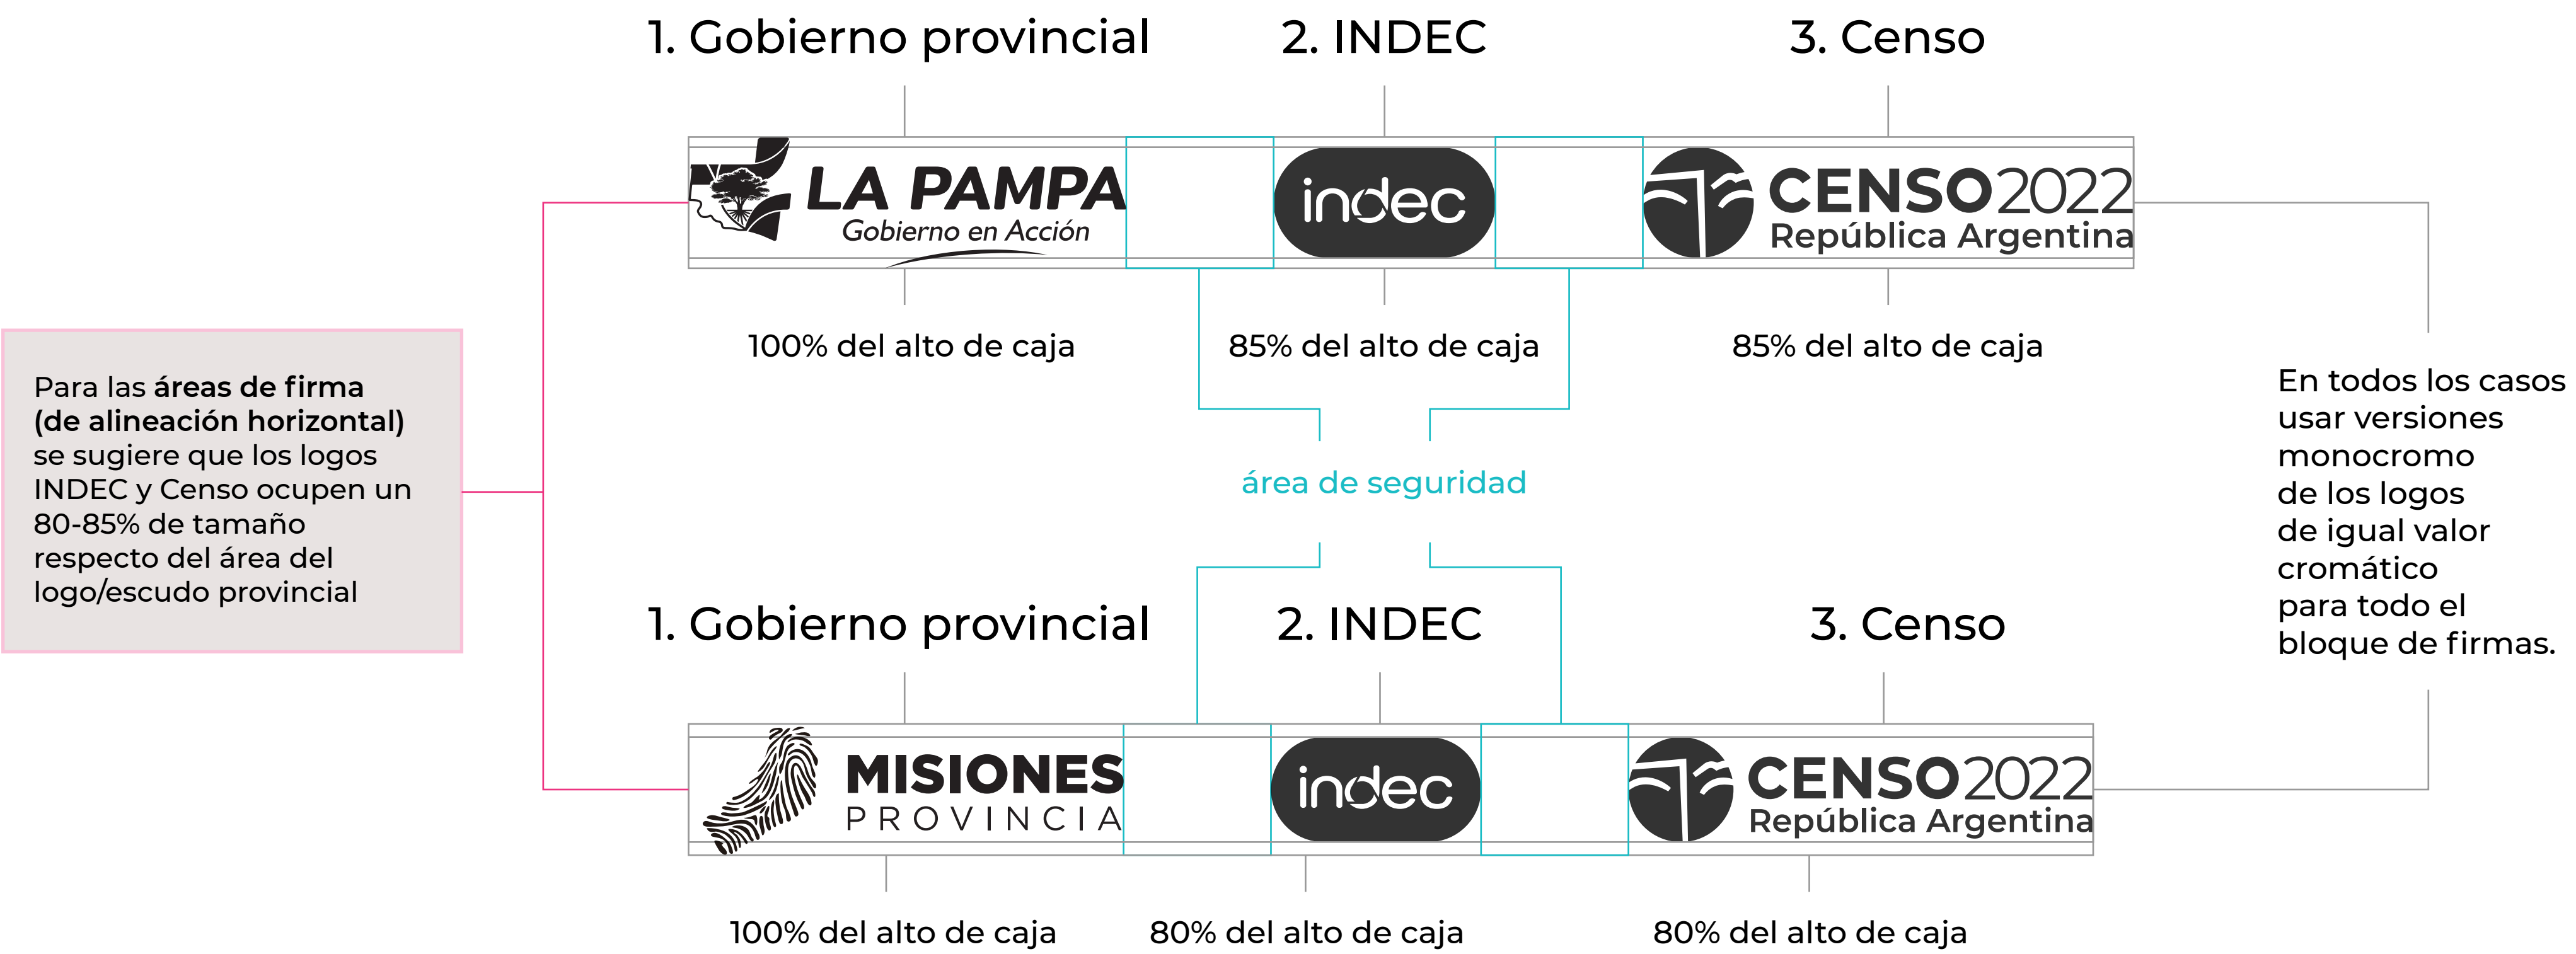 1. Gobierno provincial
2. INDEC
3. Censo
LA PAMPA
Gobierno en Acción
indec
CENSO2022
República Argentina
100% del alto de caja
85% del alto de caja
85% del alto de caja
Para las áreas de firma
(de alineación horizontal)
se sugiere que los logos
INDEC y Censo ocupen un
80-85% de tamaño
respecto del área del
logo/escudo provincial
área de seguridad
En todos los casos
usar versiones
monocromo
de los logos
de igual valor
cromático
para todo el
bloque de firmas.
1. Gobierno provincial
2. INDEC
3. Censo
MISIONES
PROVINCIA
indec
CENSO2022
República Argentina
100% del alto de caja
80% del alto de caja
80% del alto de caja